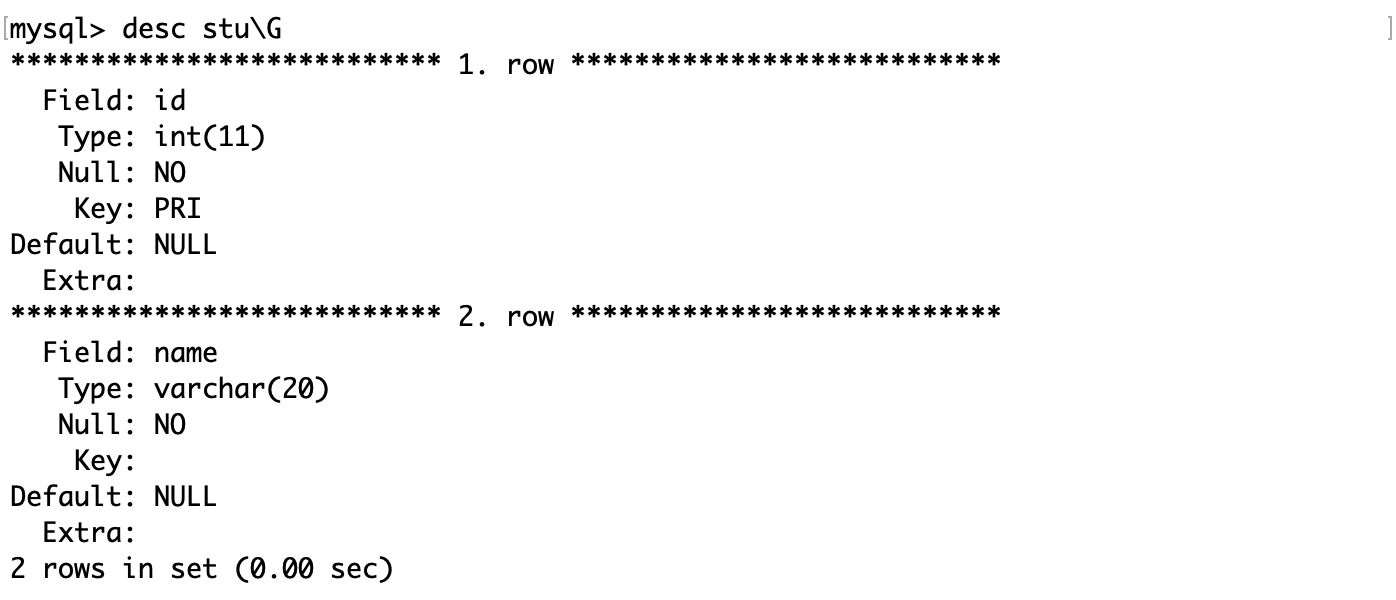 [mysql> desc stu\G ]
*************************** 1. row ***************************
  Field: id
   Type: int(11)
   Null: NO
    Key: PRI
Default: NULL
  Extra:
*************************** 2. row ***************************
  Field: name
   Type: varchar(20)
   Null: NO
    Key:
Default: NULL
  Extra:
2 rows in set (0.00 sec)